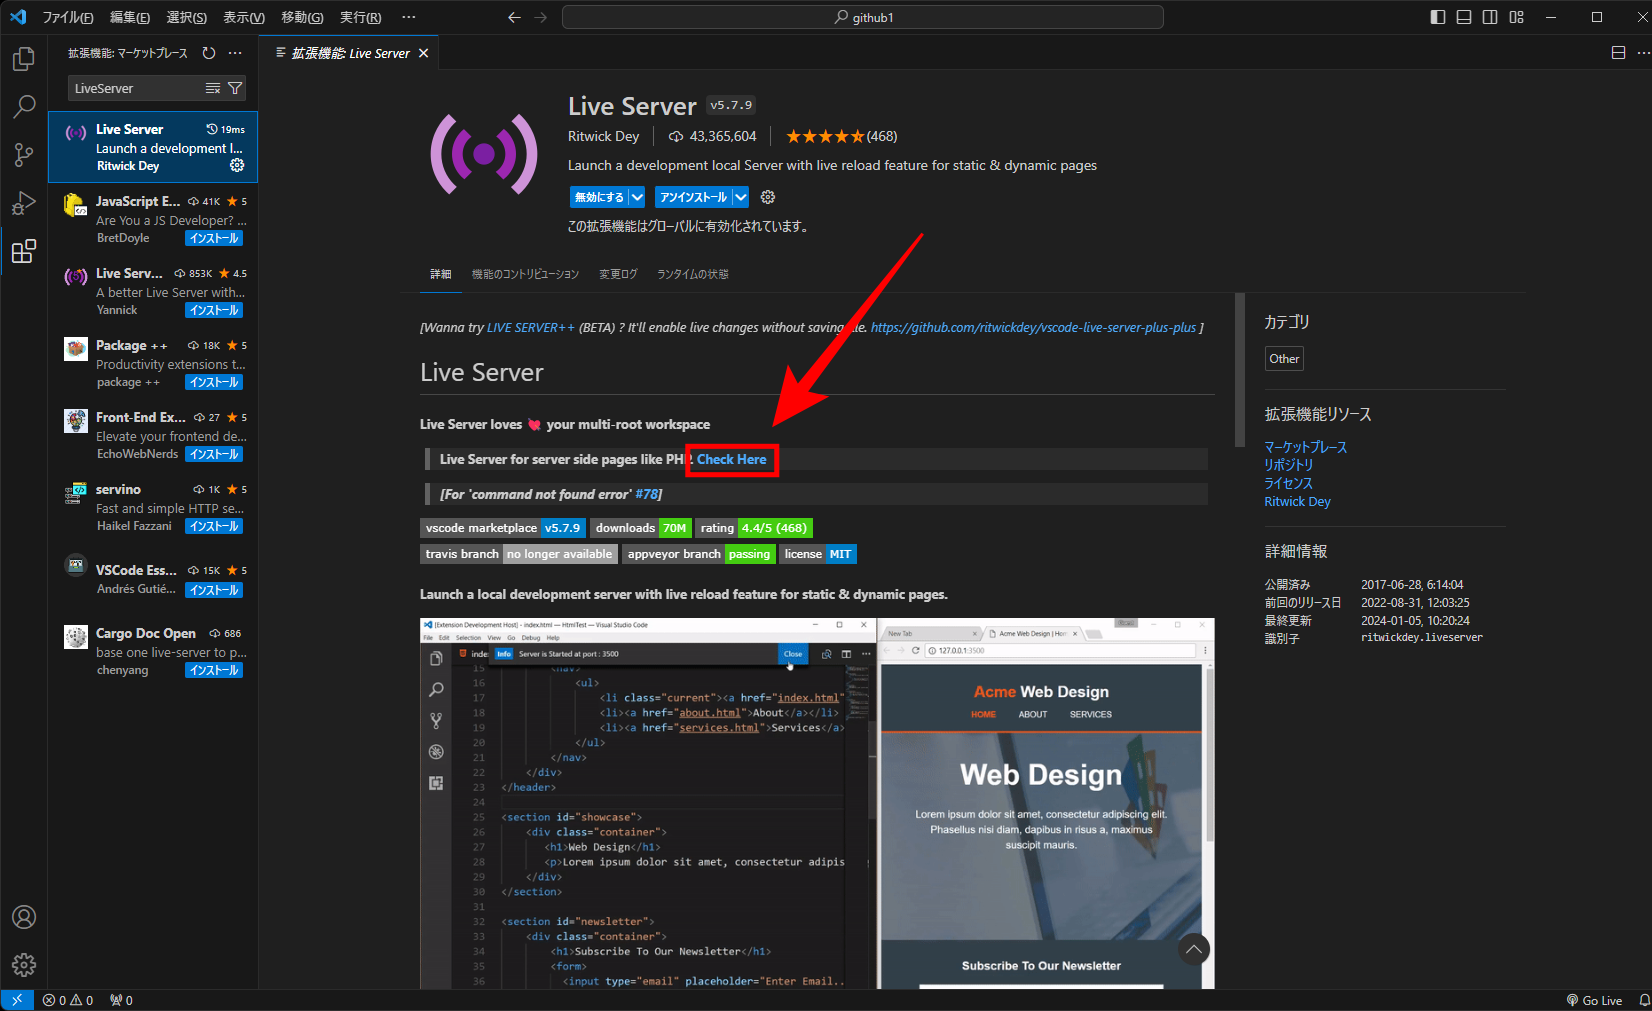 ファイル(F) 編集(E) 選択(S) 表示(V) 移動(G) 実行(R) ···
github1
拡張機能: マーケットプレース
LiveServer
Live Server 19ms
Launch a development l...
Ritwick Dey
JavaScript E... 41K 5
Are You a JS Developer? ...
BretDoyle インストール
Live Serv... 853K 4.5
A better Live Server with...
Yannick インストール
Package ++ 18K 5
Productivity extensions t...
package ++ インストール
Front-End Ex... 27 5
Elevate your frontend de...
EchoWebNerds インストール
servino 1K 5
Fast and simple HTTP se...
Haikel Fazzani インストール
VSCode Ess... 15K 5
Andrés Gutié... インストール
Cargo Doc Open 686
base one live-server to p...
chenyang インストール
拡張機能: Live Server
Live Server v5.7.9
Ritwick Dey 43,365,604 (468)
Launch a development local Server with live reload feature for static & dynamic pages
無効にする アンインストール
この拡張機能はグローバルに有効化されています。
詳細 機能のコントリビューション 変更ログ ランタイムの状態
[Wanna try LIVE SERVER++ (BETA) ? It'll enable live changes without saving file. https://github.com/ritwickdey/vscode-live-server-plus-plus ]
Live Server
Live Server loves your multi-root workspace
Live Server for server side pages like PHP. Check Here
[For 'command not found error' #78]
vscode marketplace v5.7.9 downloads 70M rating 4.4/5 (468)
travis branch no longer available appveyor branch passing license MIT
Launch a local development server with live reload feature for static & dynamic pages.
[Extension Development Host] - index.html — HtmlTest — Visual Studio Code
File Edit Selection View Go Debug Help
inde Info Server is Started at port : 3500 Close
15 <nav>
16 <ul>
17 <li class="current"><a href="index.html"
18 <li><a href="about.html">About</a></li>
19 <li><a href="services.html">Services</a>
20 </ul>
21 </nav>
22 </div>
23 </header>
24
25 <section id="showcase">
26 <div class="container">
27 <h1>Web Design</h1>
28 <p>Lorem ipsum dolor sit amet, consectetur adipis
29 </div>
30 </section>
31
32 <section id="newsletter">
33 <div class="container">
34 <h1>Subscribe To Our Newsletter</h1>
35 <form>
36 <input type="email" placeholder="Enter Email..
New Tab Acme Web Design | Hom
127.0.0.1:3500
Acme Web Design
HOME ABOUT SERVICES
Web Design
Lorem ipsum dolor sit amet, consectetur adipiscing elit.
Phasellus nisi diam, dapibus in risus a, maximus
suscipit mauris.
Subscribe To Our Newsletter
カテゴリ
Other
拡張機能リソース
マーケットプレース
リポジトリ
ライセンス
Ritwick Dey
詳細情報
公開済み 2017-06-28, 6:14:04
前回のリリース日 2022-08-31, 12:03:25
最終更新 2024-01-05, 10:20:24
識別子 ritwickdey.liveserver
0 0 0
Go Live